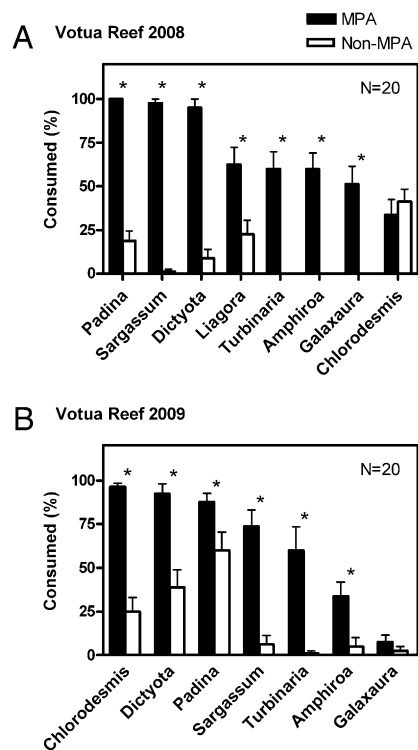 MPA
Non-MPA
A Votua Reef 2008
N=20
Consumed (%)
100
75
50
25
0
* * * * * * *
Padina
Sargassum
Dictyota
Liagora
Turbinaria
Amphiroa
Galaxaura
Chlorodesmis
B Votua Reef 2009
N=20
Consumed (%)
100
75
50
25
0
* * * * * *
Chlorodesmis
Dictyota
Padina
Sargassum
Turbinaria
Amphiroa
Galaxaura